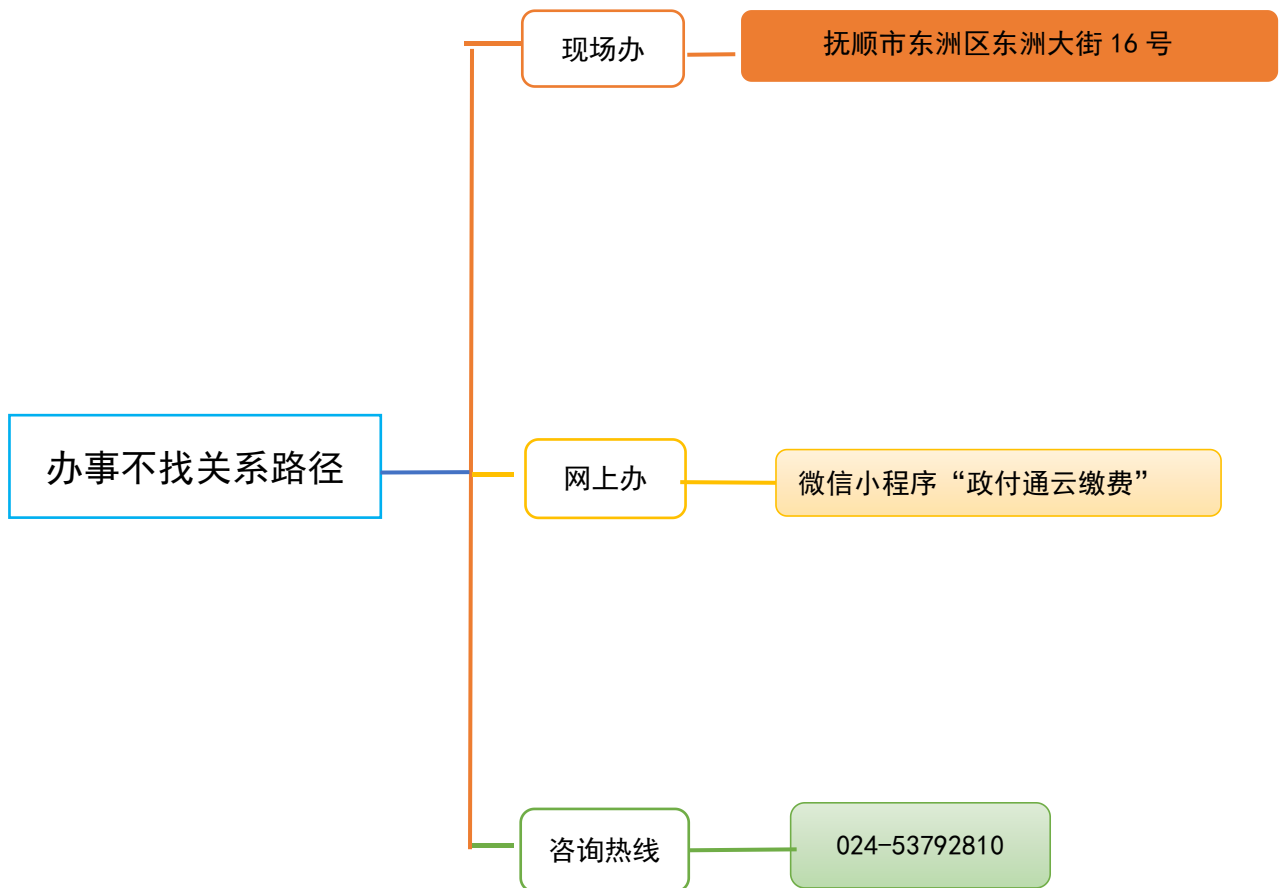 现场办
抚顺市东洲区东洲大街 16 号
办事不找关系路径
网上办
微信小程序“政付通云缴费”
咨询热线
024-53792810